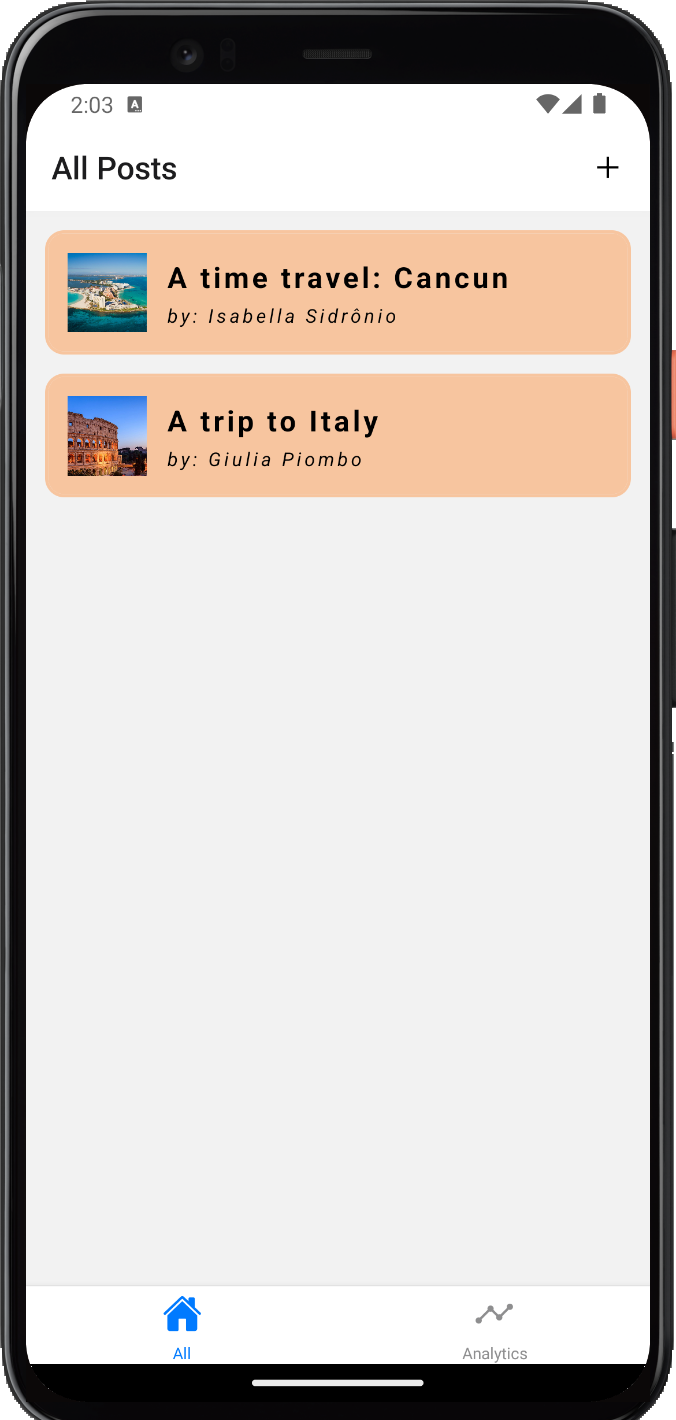 2:03
All Posts
A time travel: Cancun
by: Isabella Sidrônio
A trip to Italy
by: Giulia Piombo
All
Analytics